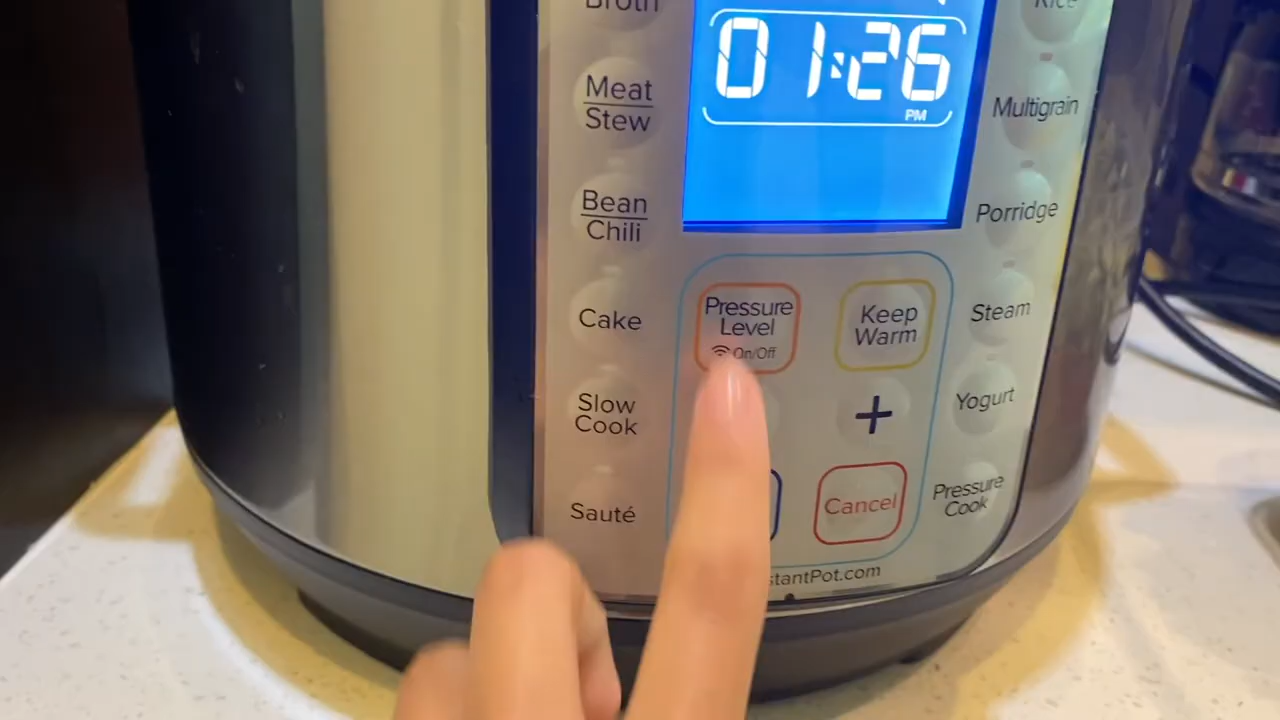 Broth
Rice
01:26
PM
Meat
Stew
Multigrain
Bean
Chili
Porridge
Cake
Pressure
Level
On/Off
Keep
Warm
Steam
Slow
Cook
+
Yogurt
Sauté
Cancel
Pressure
Cook
stantPot.com